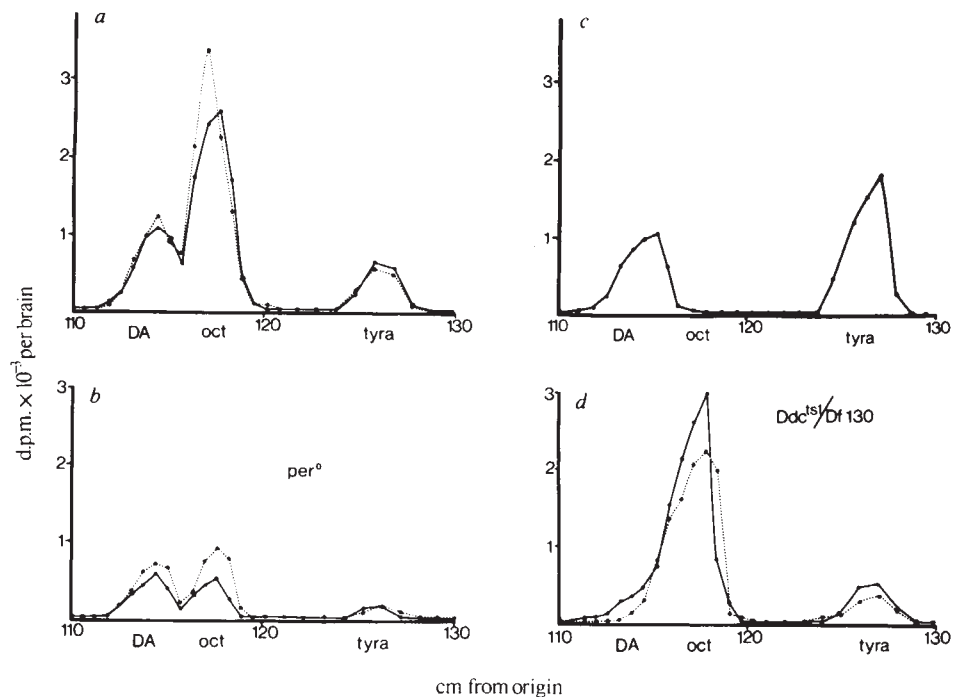 a
3
2
1
110
DA
oct
120
tyra
130
c
3
2
1
110
DA
oct
120
tyra
130
b
3
2
1
per⁰
110
DA
oct
120
tyra
130
d
3
2
1
Ddc^ts1/Df 130
110
DA
oct
120
tyra
130
d.p.m. × 10⁻³ per brain
cm from origin